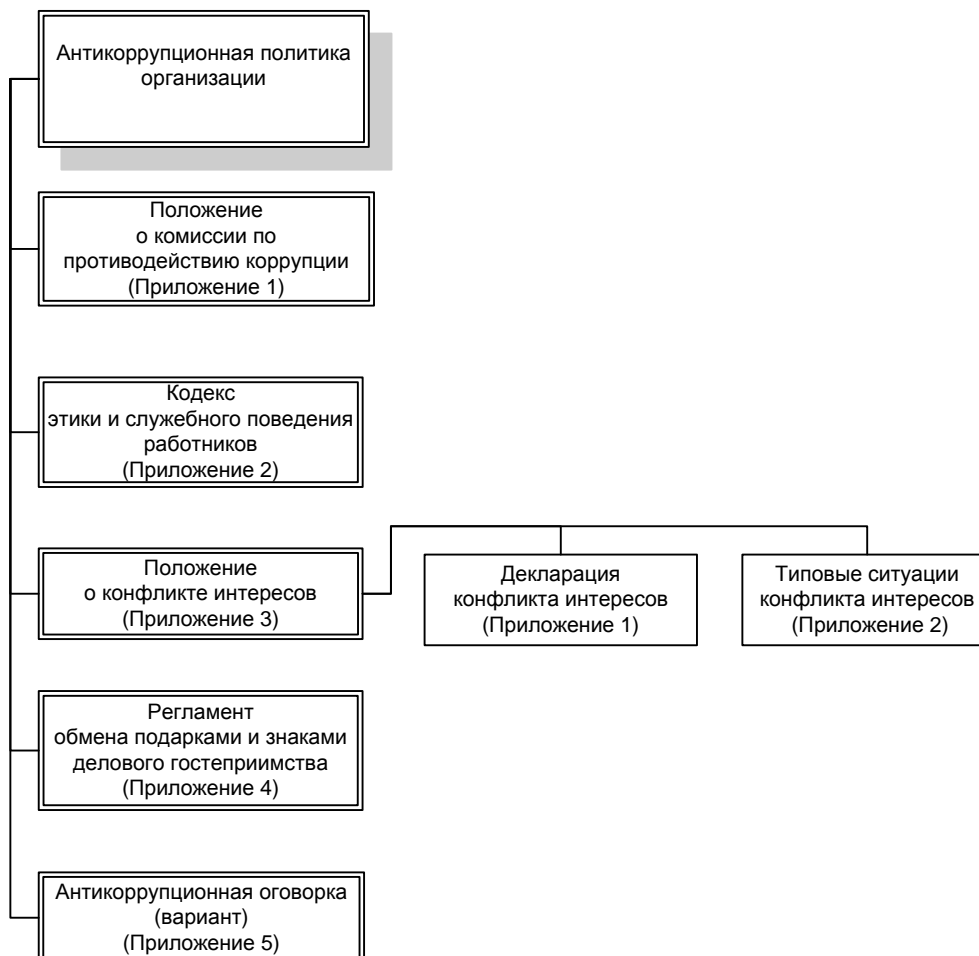 Антикоррупционная политика
организации
Положение
о комиссии по
противодействию коррупции
(Приложение 1)
Кодекс
этики и служебного поведения
работников
(Приложение 2)
Положение
о конфликте интересов
(Приложение 3)
Декларация
конфликта интересов
(Приложение 1)
Типовые ситуации
конфликта интересов
(Приложение 2)
Регламент
обмена подарками и знаками
делового гостеприимства
(Приложение 4)
Антикоррупционная оговорка
(вариант)
(Приложение 5)